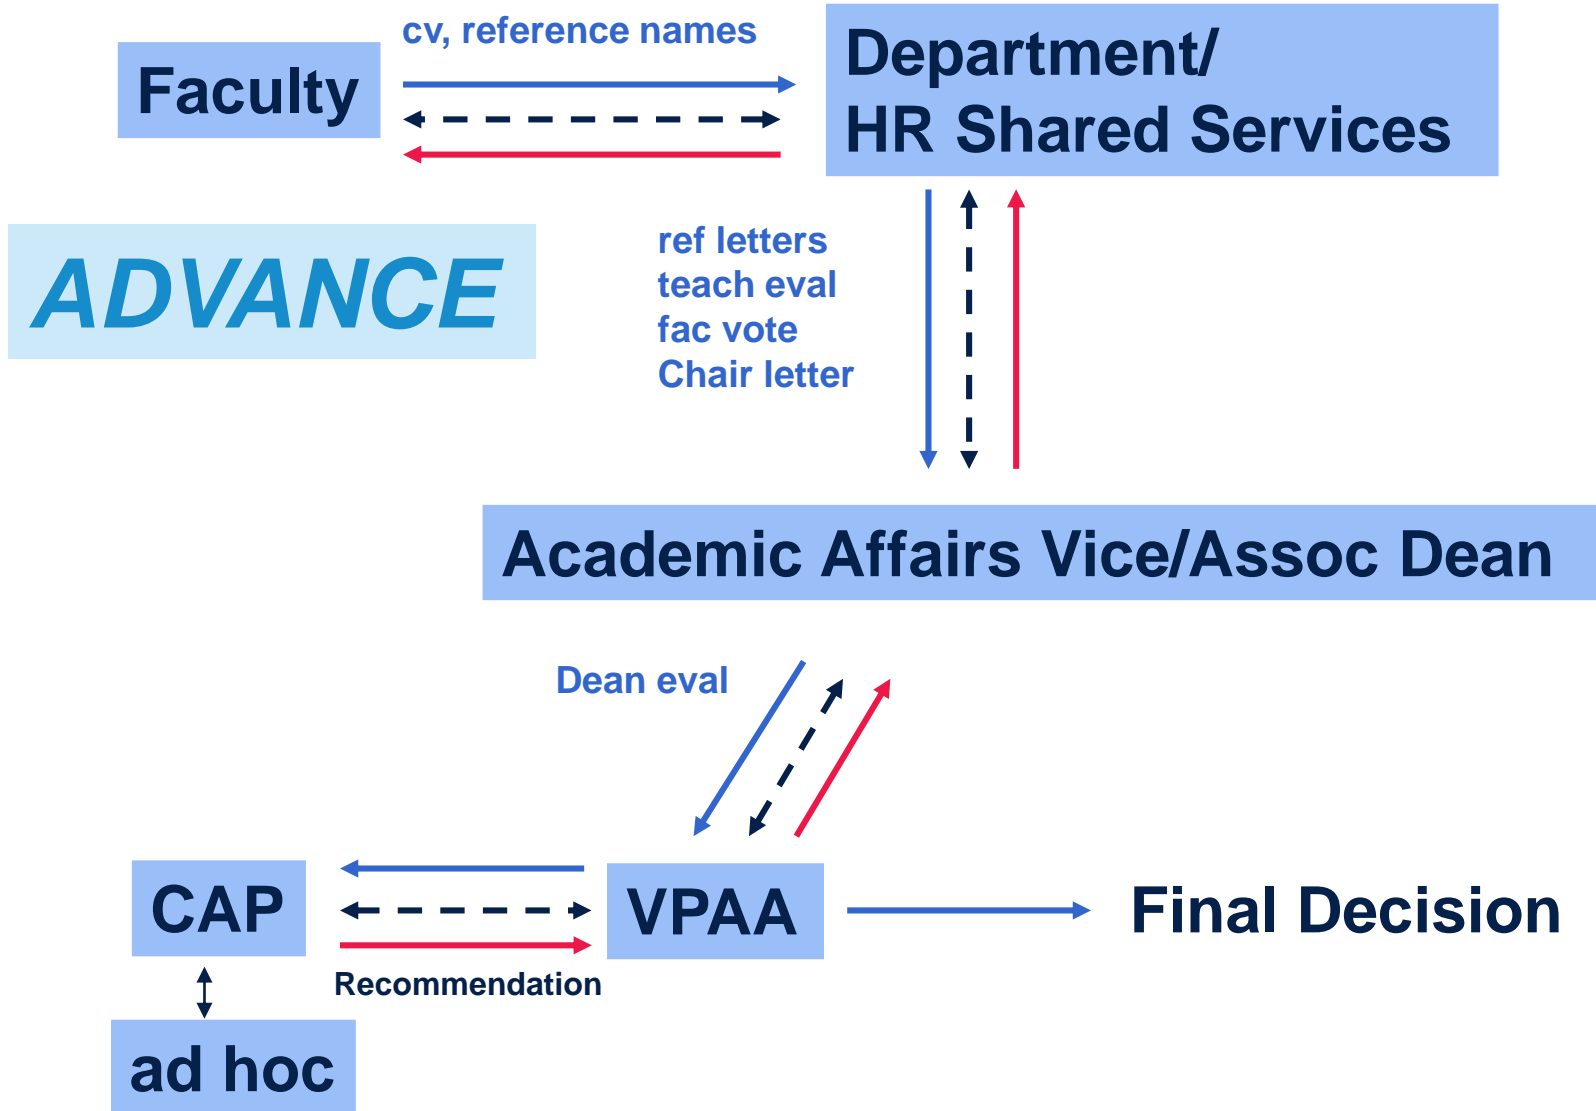 cv, reference names
Faculty
Department/
HR Shared Services
ADVANCE
ref letters
teach eval
fac vote
Chair letter
Academic Affairs Vice/Assoc Dean
Dean eval
CAP
VPAA
Final Decision
Recommendation
ad hoc